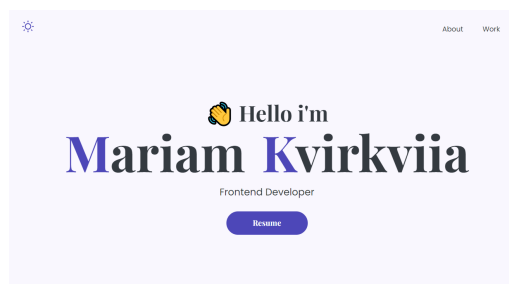 About Work
Hello i'm
Mariam Kvirkviia
Frontend Developer
Resume